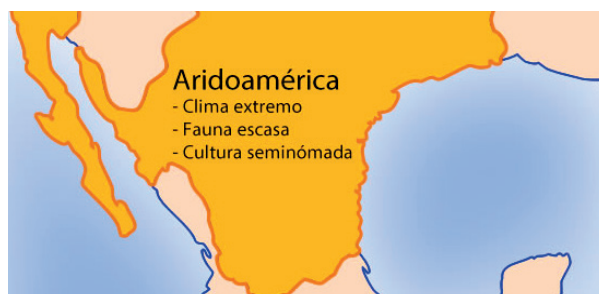 Aridoamérica
- Clima extremo
- Fauna escasa
- Cultura seminómada